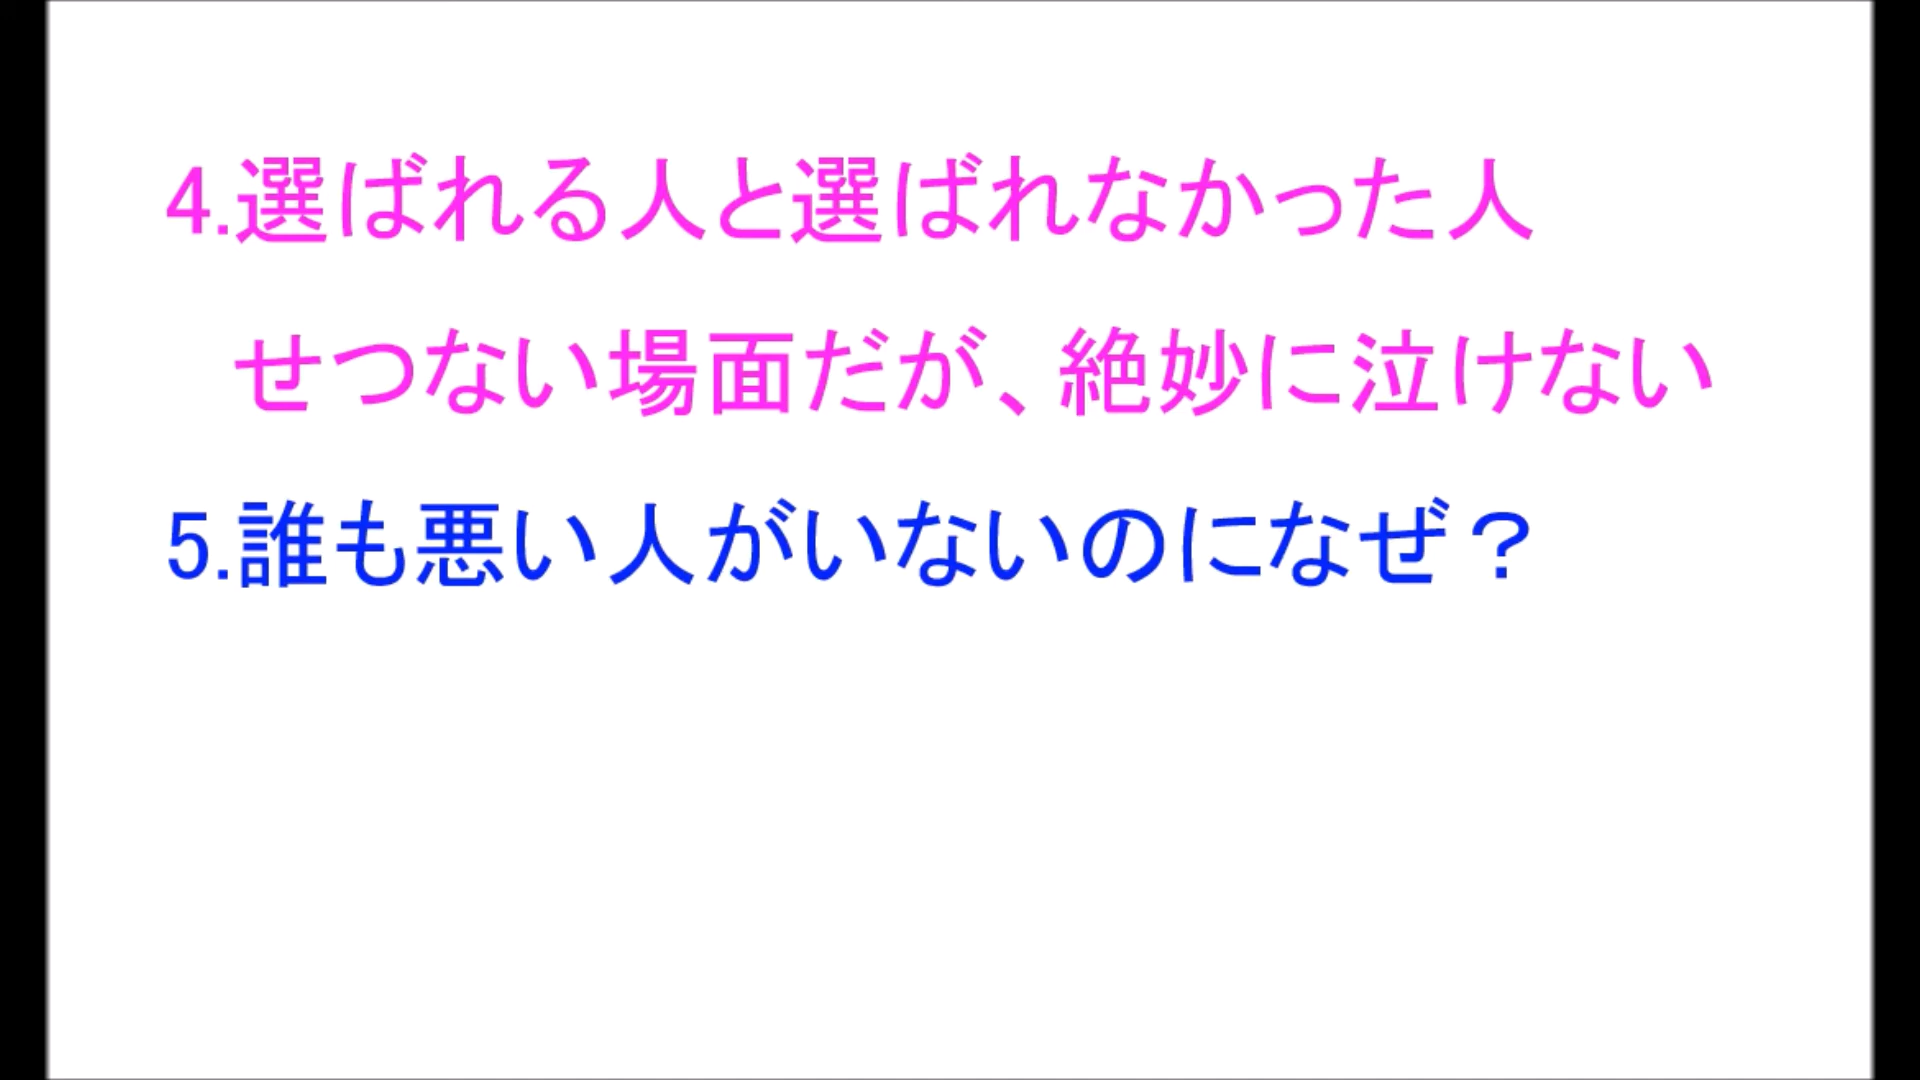 4.選ばれる人と選ばれなかった人
せつない場面だが、絶妙に泣けない
5.誰も悪い人がいないのになぜ？